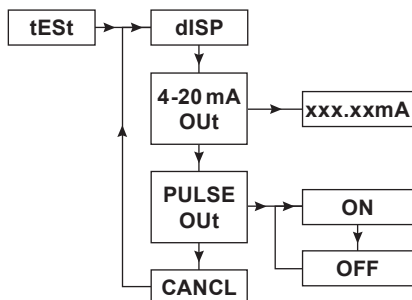 tESt
dISP
4-20 mA
OUt
xxx.xxmA
PULSE
OUt
ON
OFF
CANCL